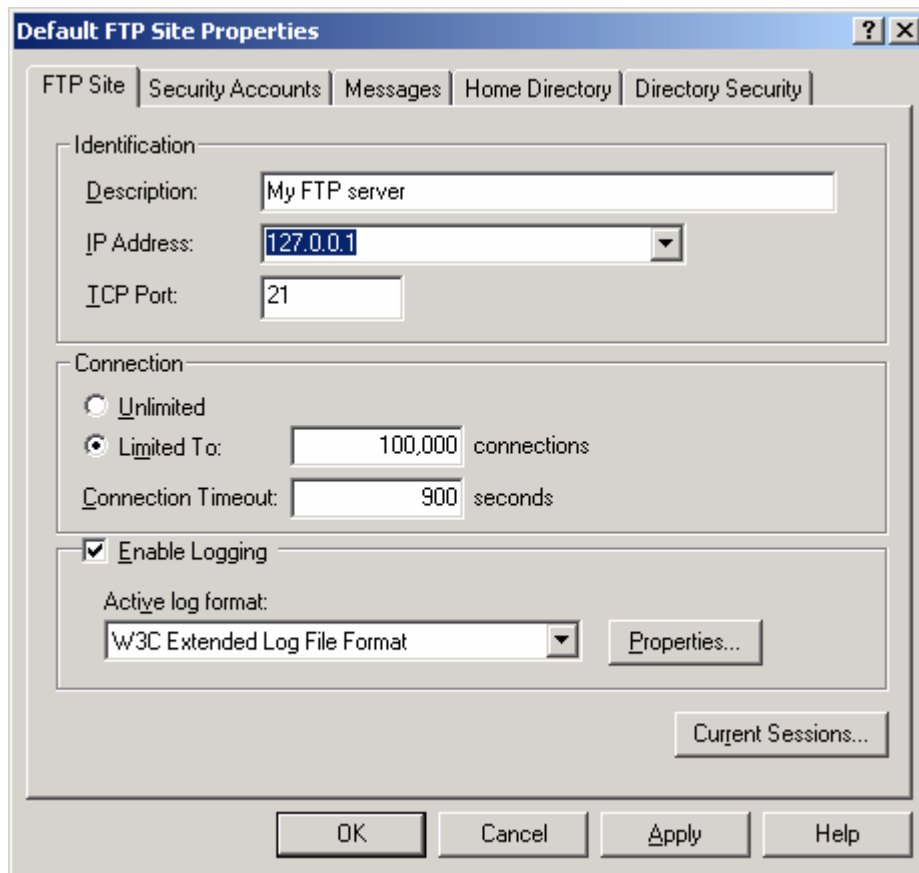 Default FTP Site Properties
FTP Site Security Accounts Messages Home Directory Directory Security
Identification
Description: My FTP server
IP Address: 127.0.0.1
TCP Port: 21
Connection
Unlimited
Limited To: 100,000 connections
Connection Timeout: 900 seconds
Enable Logging
Active log format:
W3C Extended Log File Format Properties...
Current Sessions...
OK Cancel Apply Help